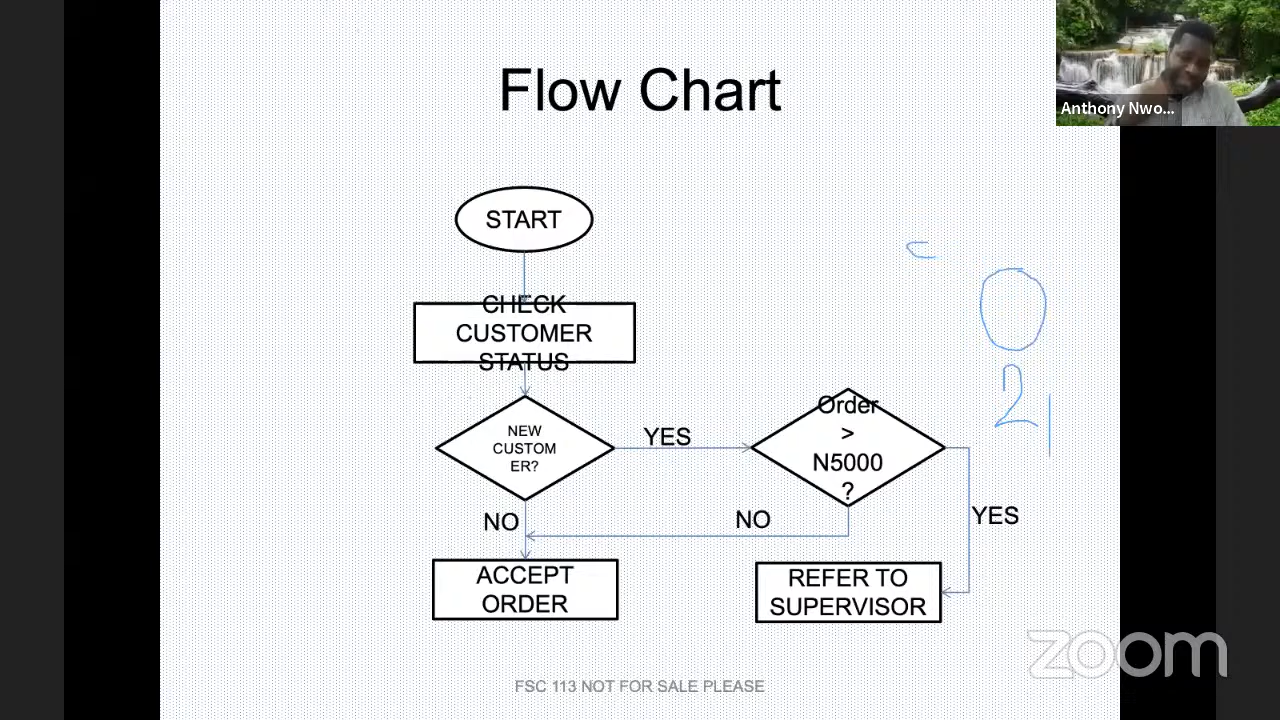 Flow Chart
Anthony Nwo...
START
CHECK
CUSTOMER
STATUS
NEW
CUSTOM
ER?
YES
Order
>
N5000
?
NO
NO
YES
ACCEPT
ORDER
REFER TO
SUPERVISOR
zoom
FSC 113 NOT FOR SALE PLEASE